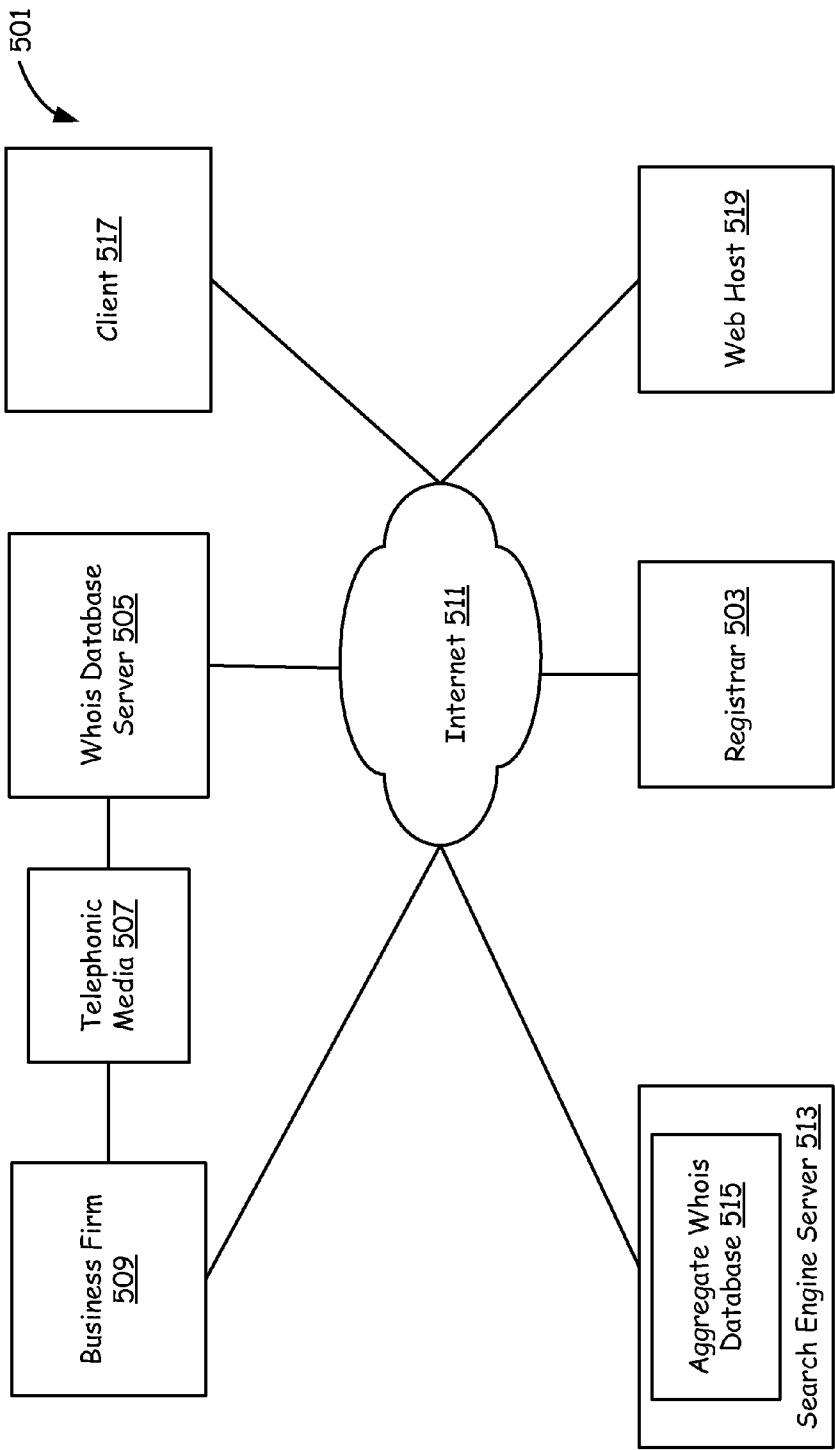 501
Business Firm
509
Telephonic
Media 507
Whois Database
Server 505
Client 517
Internet 511
Aggregate Whois
Database 515
Search Engine Server 513
Registrar 503
Web Host 519